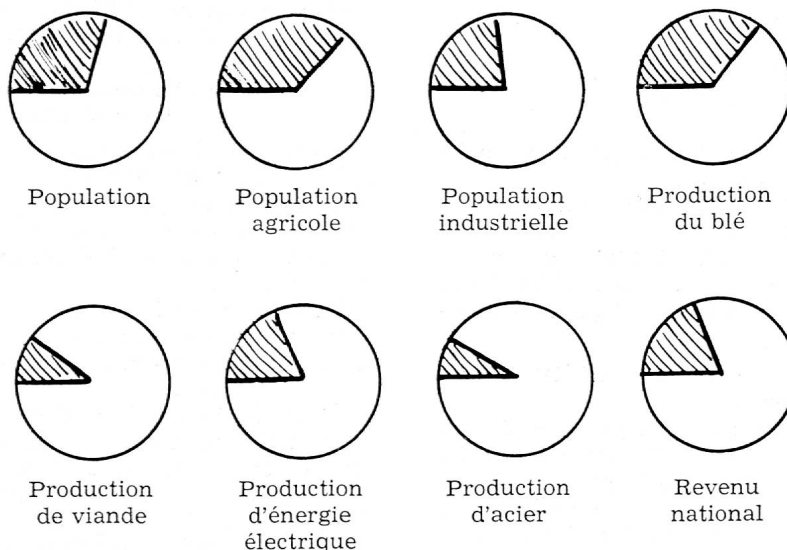 Population
Population
agricole
Population
industrielle
Production
du blé
Production
de viande
Production
d'énergie
électrique
Production
d'acier
Revenu
national